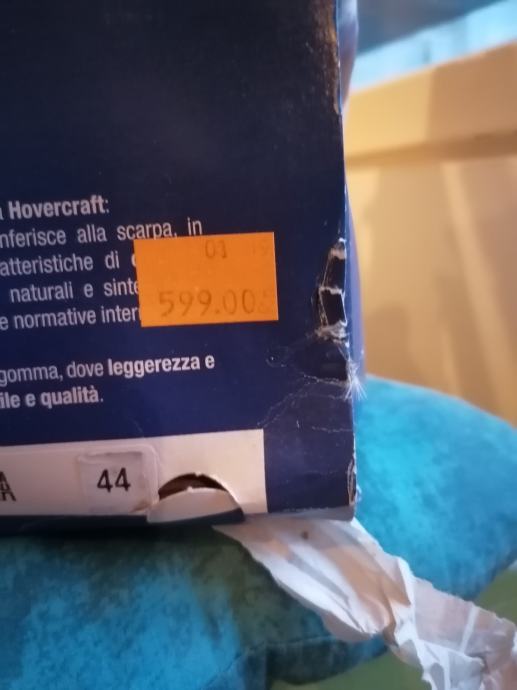 Hovercraft:
nferisce alla scarpa, in
atteristiche di
naturali e sinte
e normative inter
01 19
599.00
gomma, dove leggerezza e
ile e qualità.
A 44